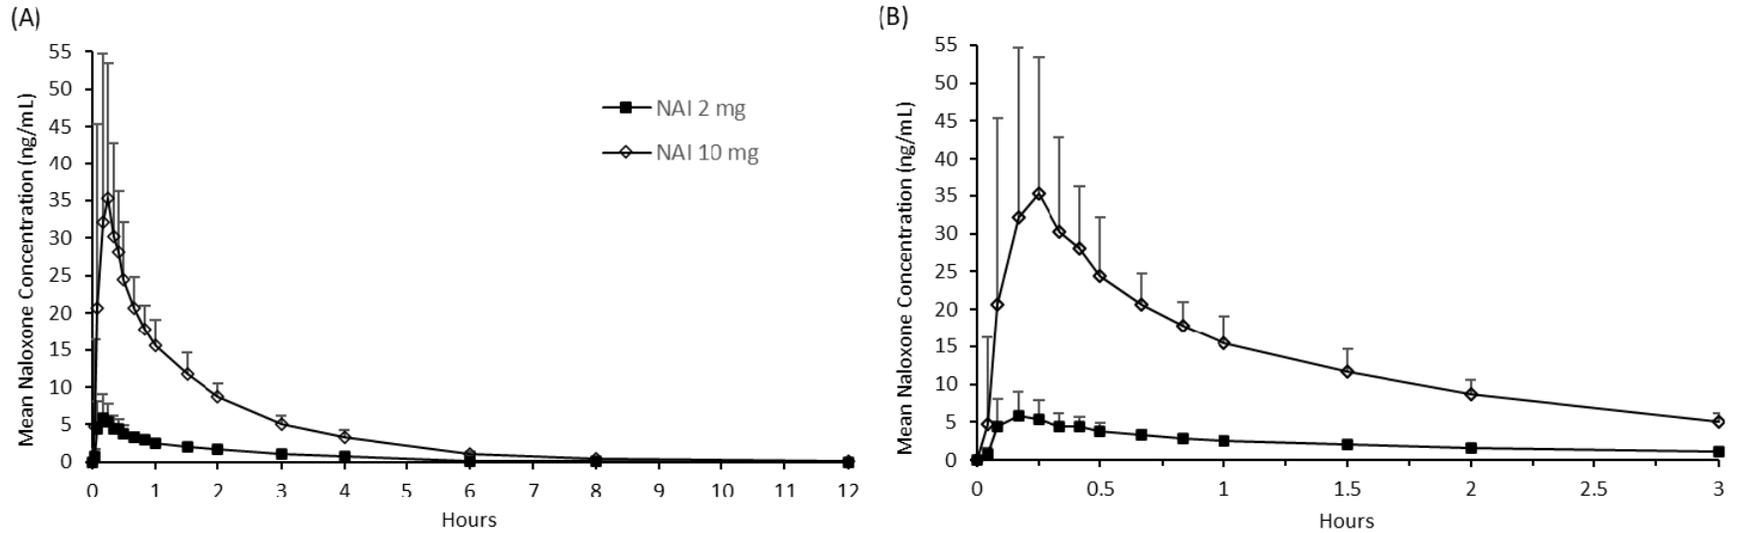 (A)
Mean Naloxone Concentration (ng/mL)
55
50
45
40
35
30
25
20
15
10
5
0
0 1 2 3 4 5 6 7 8 9 10 11 12
Hours
NAI 2 mg
NAI 10 mg
(B)
Mean Naloxone Concentration (ng/mL)
55
50
45
40
35
30
25
20
15
10
5
0
0 0.5 1 1.5 2 2.5 3
Hours